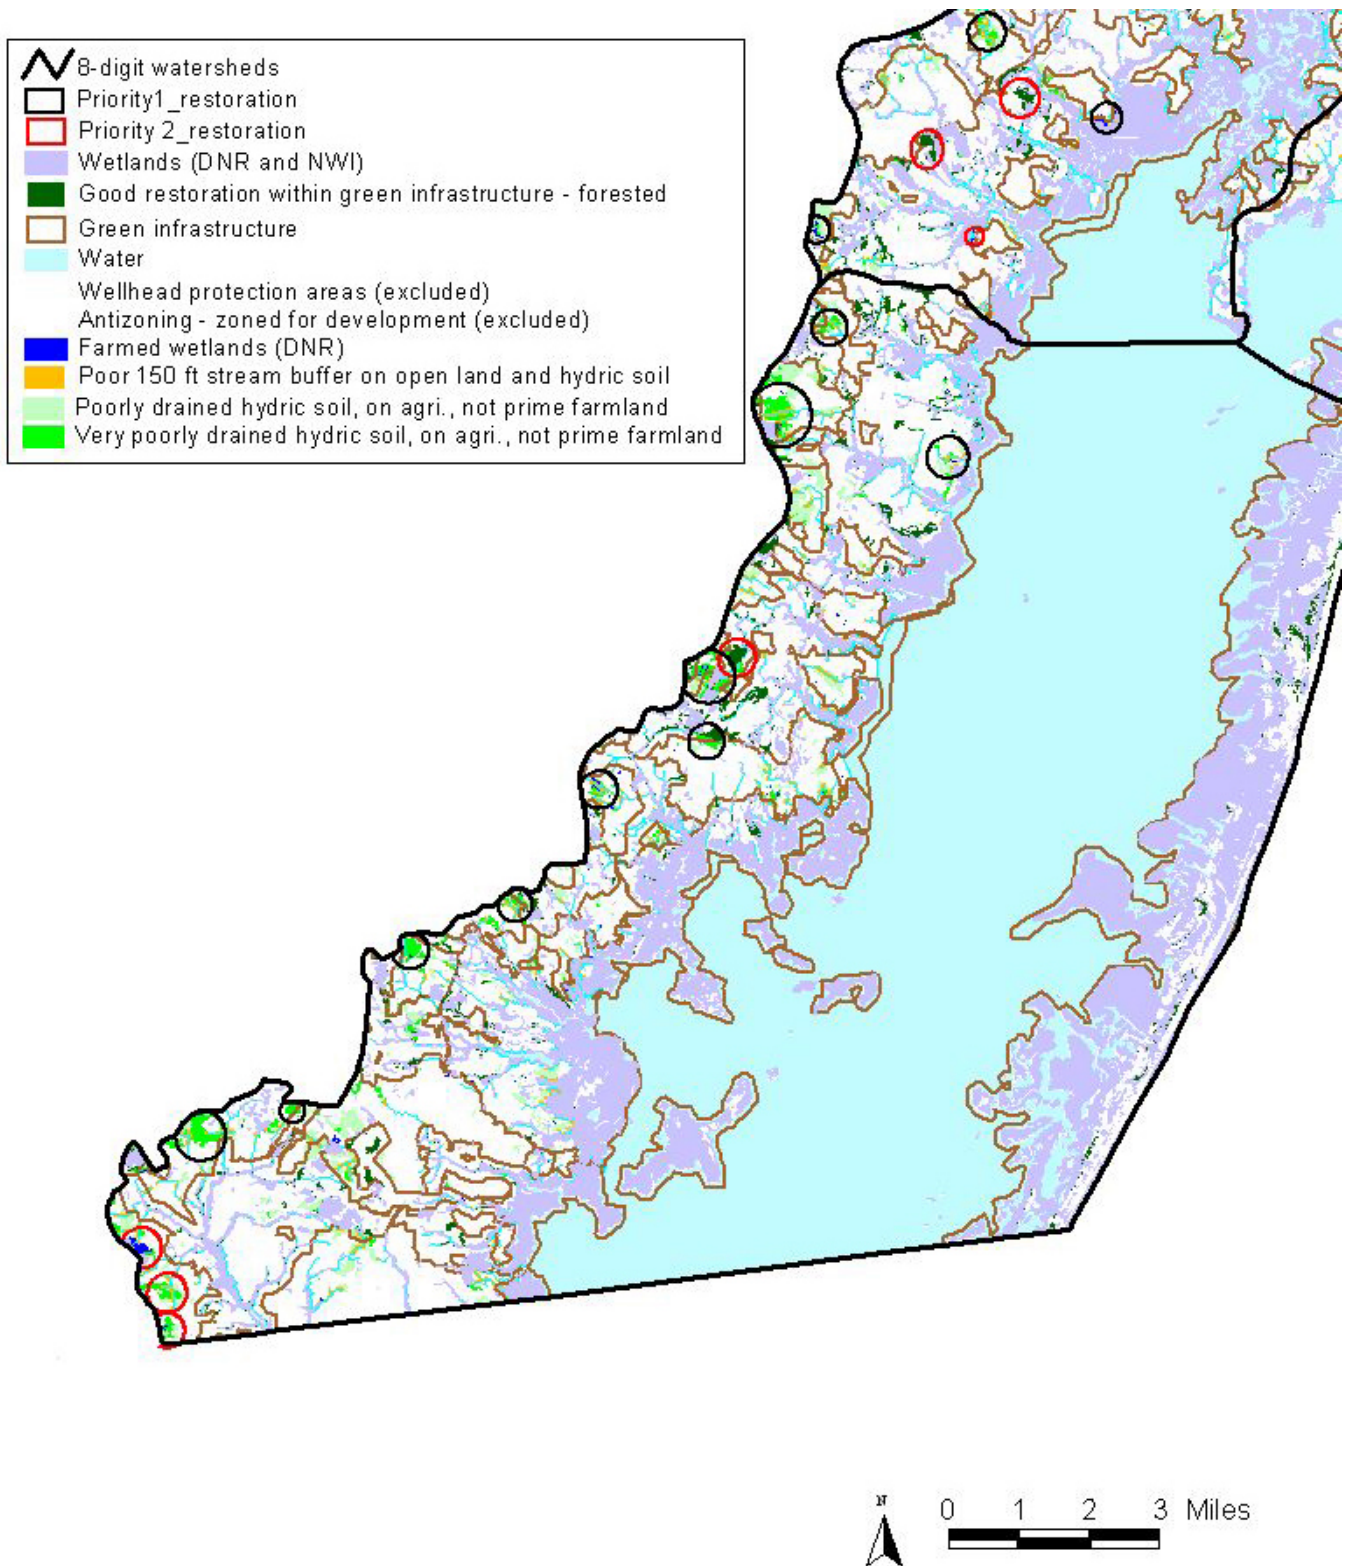 8-digit watersheds
Priority1_restoration
Priority 2_restoration
Wetlands (DNR and NWI)
Good restoration within green infrastructure - forested
Green infrastructure
Water
Wellhead protection areas (excluded)
Antizoning - zoned for development (excluded)
Farmed wetlands (DNR)
Poor 150 ft stream buffer on open land and hydric soil
Poorly drained hydric soil, on agri., not prime farmland
Very poorly drained hydric soil, on agri., not prime farmland
N
0 1 2 3 Miles